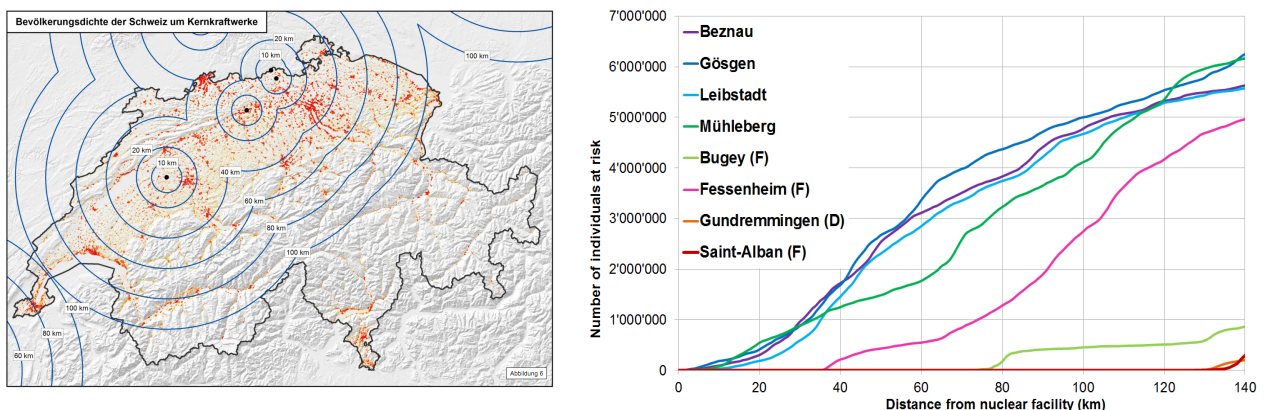 Bevölkerungsdichte der Schweiz um Kernkraftwerke
20 km
10 km
100 km
20 km
10 km
40 km
60 km
80 km
100 km
100 km
80 km
60 km
Abbildung 6
7'000'000
6'000'000
5'000'000
4'000'000
3'000'000
2'000'000
1'000'000
0
Number of individuals at risk
Beznau
Gösgen
Leibstadt
Mühleberg
Bugey (F)
Fessenheim (F)
Gundremmingen (D)
Saint-Alban (F)
0 20 40 60 80 100 120 140
Distance from nuclear facility (km)